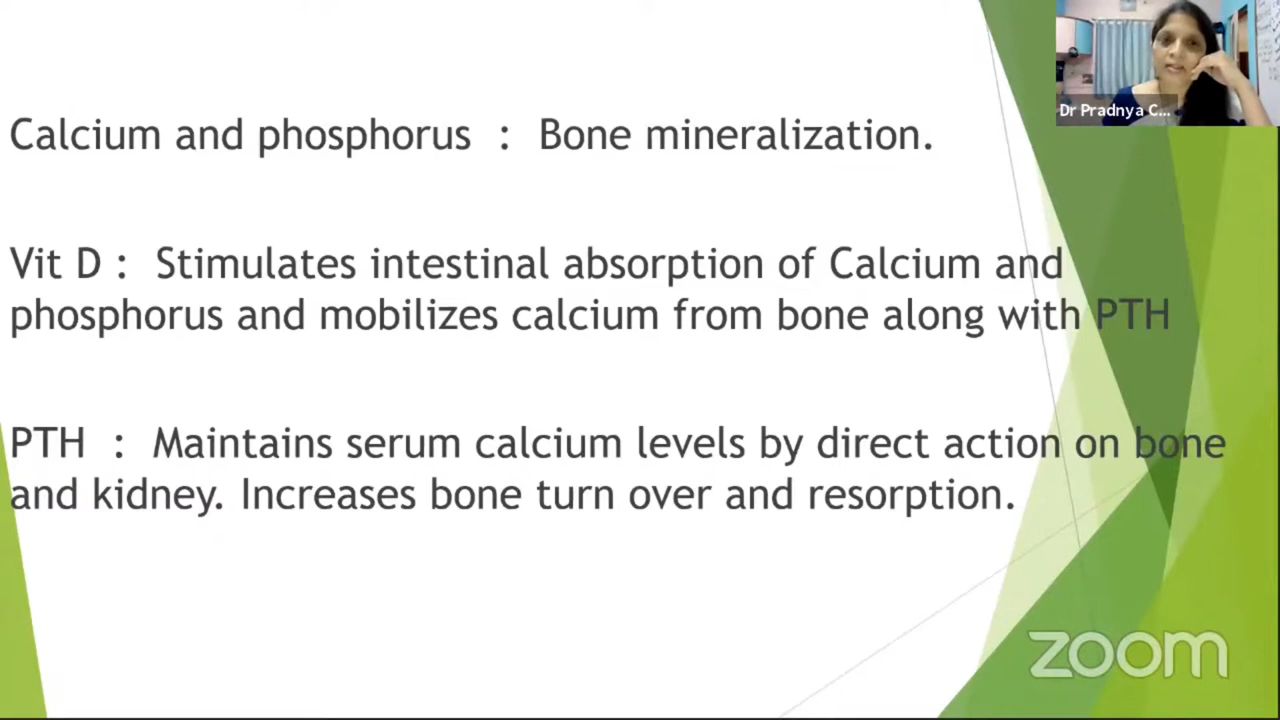 Dr Pradnya C...
Calcium and phosphorus : Bone mineralization.
Vit D : Stimulates intestinal absorption of Calcium and
phosphorus and mobilizes calcium from bone along with PTH
PTH : Maintains serum calcium levels by direct action on bone
and kidney. Increases bone turn over and resorption.
zoom